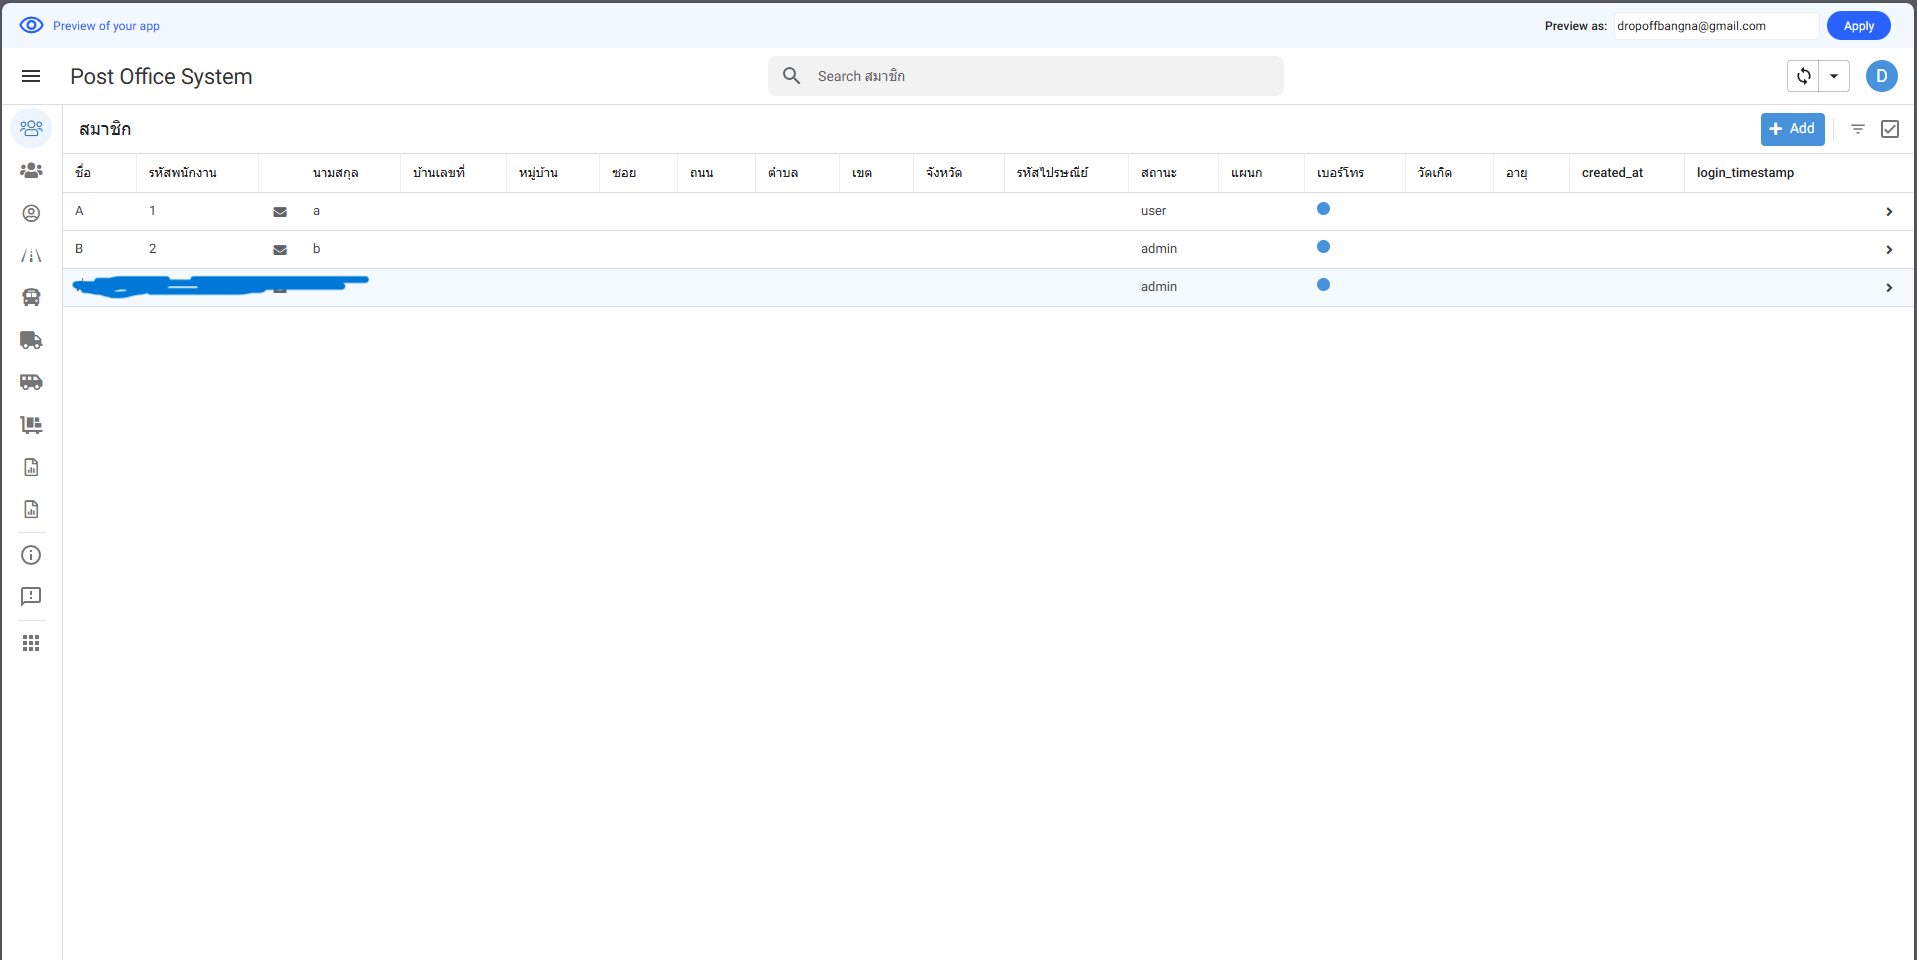 Preview of your app Preview as: dropoffbangna@gmail.com Apply
Post Office System Search สมาชิก D
สมาชิก Add
ชื่อ รหัสพนักงาน นามสกุล บ้านเลขที่ หมู่บ้าน ซอย ถนน ตำบล เขต จังหวัด รหัสไปรษณีย์ สถานะ แผนก เบอร์โทร วัดเกิด อายุ created_at login_timestamp
A 1 a user
B 2 b admin
admin